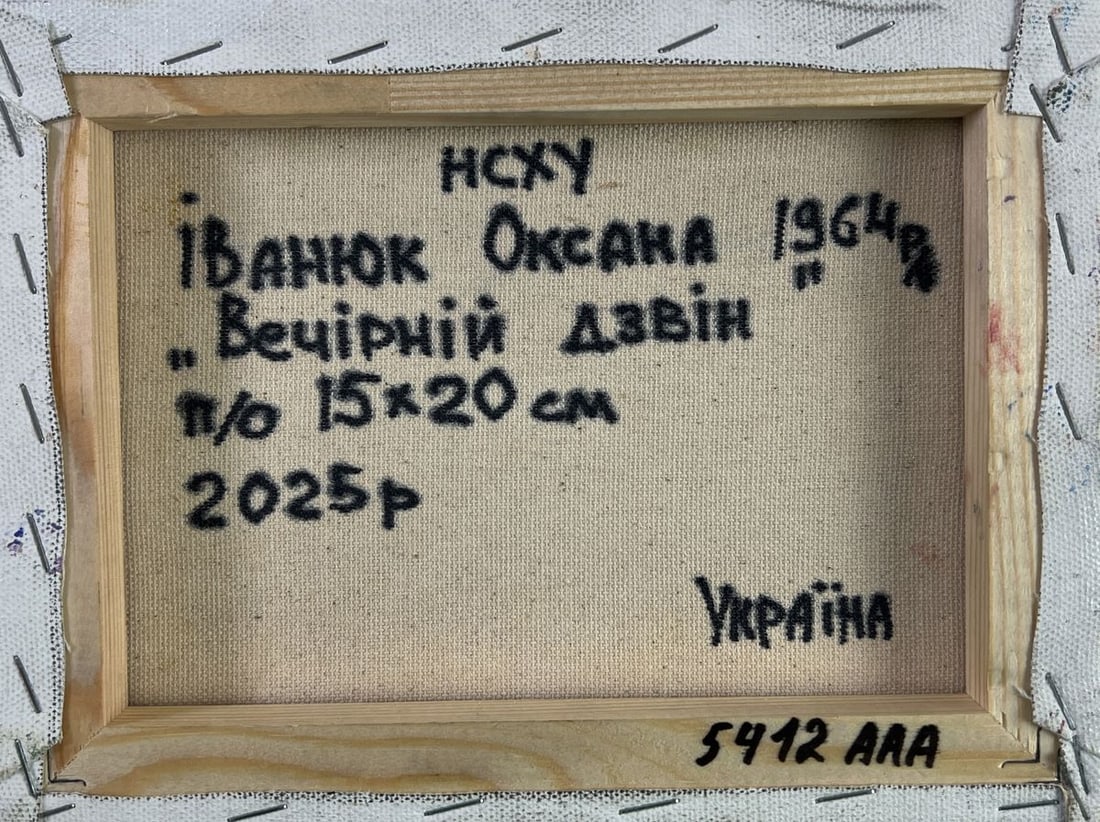 НСХУ
Іванюк Оксана 1964р
„Вечірній дзвін"
п/о 15×20 см
2025р
Україна
5412 ААА